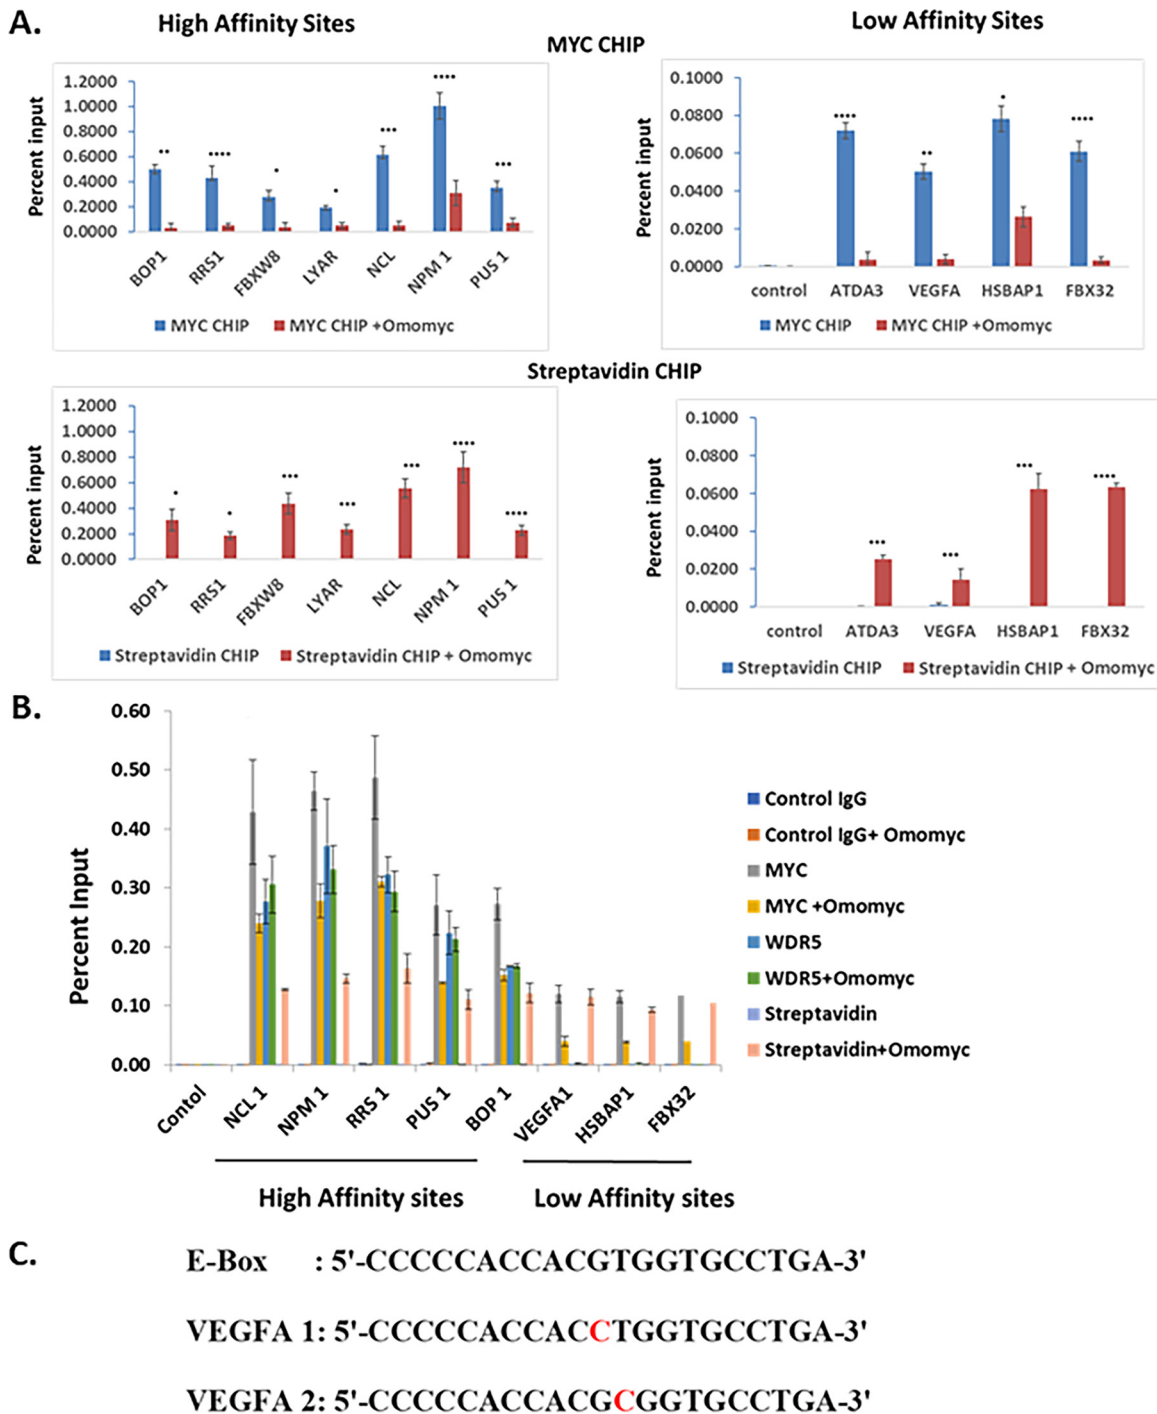 A.
High Affinity Sites
Low Affinity Sites
MYC CHIP
Percent input
1.2000
1.0000
0.8000
0.6000
0.4000
0.2000
0.0000
** **** * * *** **** ***
BOP1 RRS1 FBXW8 LYAR NCL NPM 1 PUS 1
MYC CHIP MYC CHIP +Omomyc
Percent input
0.1000
0.0800
0.0600
0.0400
0.0200
0.0000
**** ** * ****
control ATDA3 VEGFA HSBAP1 FBX32
MYC CHIP MYC CHIP +Omomyc
Streptavidin CHIP
Percent input
1.2000
1.0000
0.8000
0.6000
0.4000
0.2000
0.0000
* * *** *** *** **** ****
BOP1 RRS1 FBXW8 LYAR NCL NPM 1 PUS 1
Streptavidin CHIP Streptavidin CHIP + Omomyc
Percent input
0.1000
0.0800
0.0600
0.0400
0.0200
0.0000
*** *** *** ****
control ATDA3 VEGFA HSBAP1 FBX32
Streptavidin CHIP Streptavidin CHIP + Omomyc
B.
Percent Input
0.60
0.50
0.40
0.30
0.20
0.10
0.00
Contol NCL 1 NPM 1 RRS 1 PUS 1 BOP 1 VEGFA1 HSBAP1 FBX32
High Affinity sites Low Affinity sites
Control IgG
Control IgG+ Omomyc
MYC
MYC +Omomyc
WDR5
WDR5+Omomyc
Streptavidin
Streptavidin+Omomyc
C.
E-Box : 5'-CCCCCACCACGTGGTGCCTGA-3'
VEGFA 1: 5'-CCCCCACCACCTGGTGCCTGA-3'
VEGFA 2: 5'-CCCCCACCACGCGGTGCCTGA-3'